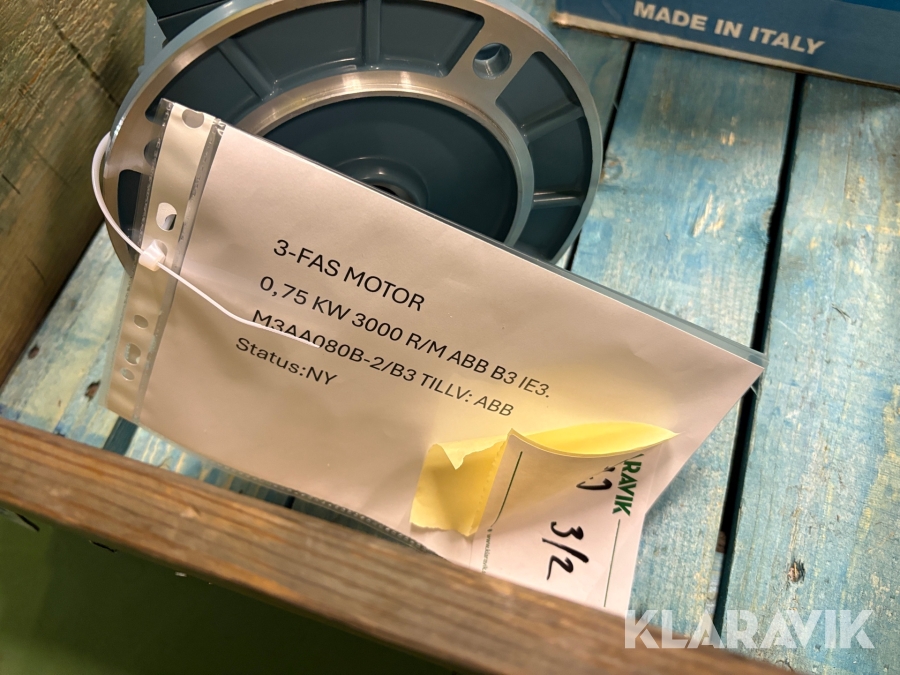 MADE IN ITALY
3-FAS MOTOR
0,75 KW 3000 R/M ABB B3 IE3.
M3AA080B-2/B3 TILLV: ABB
Status:NY
RAVIK
3/2
KLARAVIK